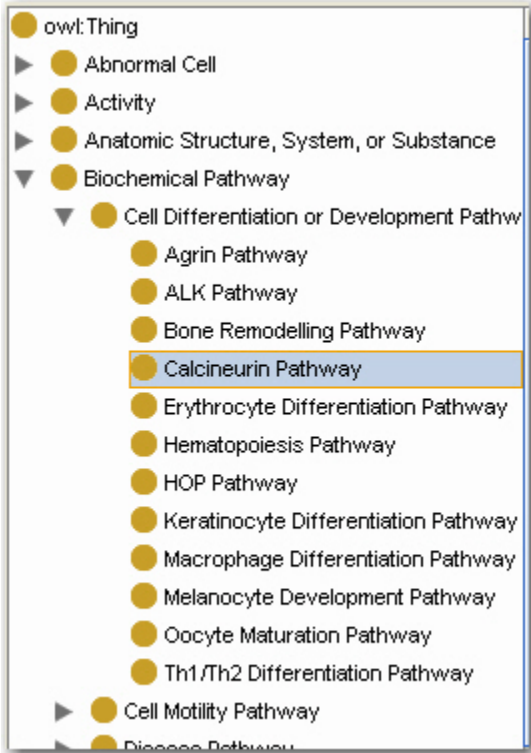 owl:Thing
Abnormal Cell
Activity
Anatomic Structure, System, or Substance
Biochemical Pathway
Cell Differentiation or Development Pathw
Agrin Pathway
ALK Pathway
Bone Remodelling Pathway
Calcineurin Pathway
Erythrocyte Differentiation Pathway
Hematopoiesis Pathway
HOP Pathway
Keratinocyte Differentiation Pathway
Macrophage Differentiation Pathway
Melanocyte Development Pathway
Oocyte Maturation Pathway
Th1/Th2 Differentiation Pathway
Cell Motility Pathway
Disease Pathway